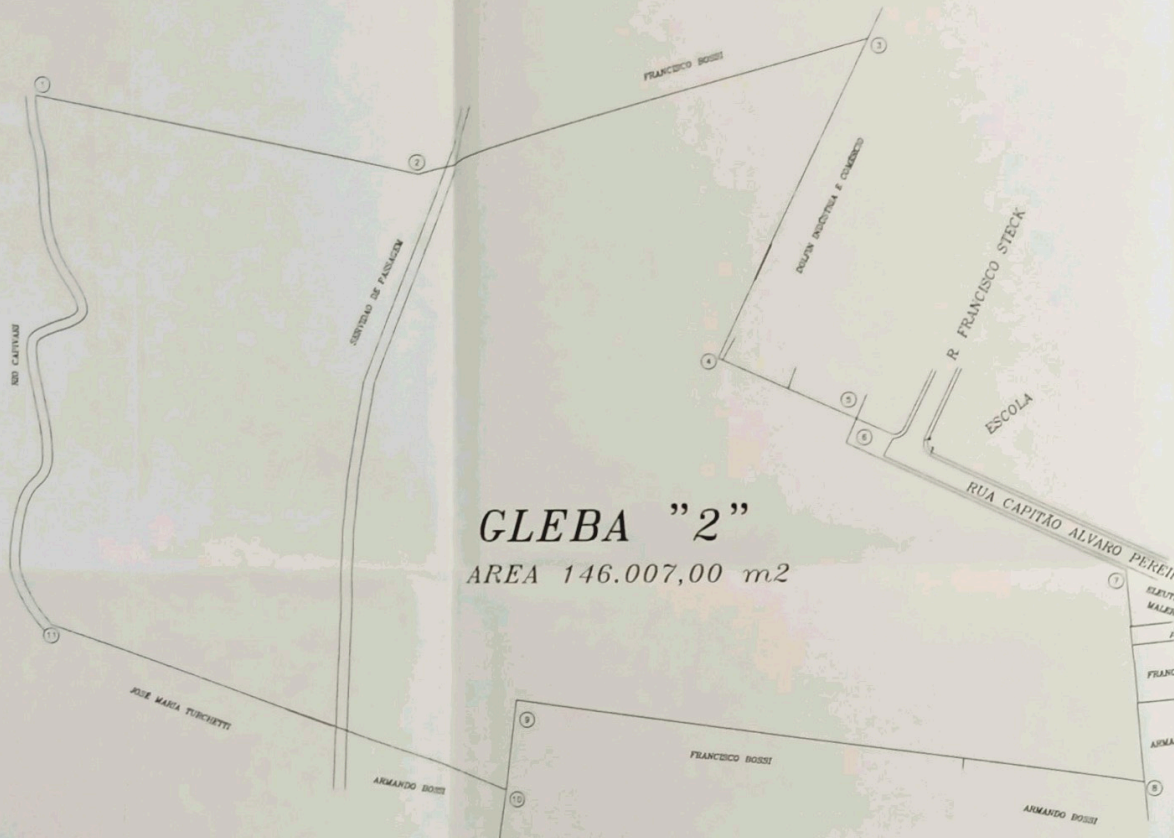 FRANCISCO BOSSI
3
1
2
DOLFIN INDÚSTRIA E COMÉRCIO
SERVIDAO DE PASSAGEM
R FRANCISCO STECK
RIO CAPIVARI
4
5
6
ESCOLA
RUA CAPITÃO ALVARO PEREI
GLEBA "2"
AREA 146.007,00 m2
7
11
JOSE MARIA TURCHETTI
9
FRANCISCO BOSSI
ARMANDO BOSSI
10
8
ARMANDO BOSSI